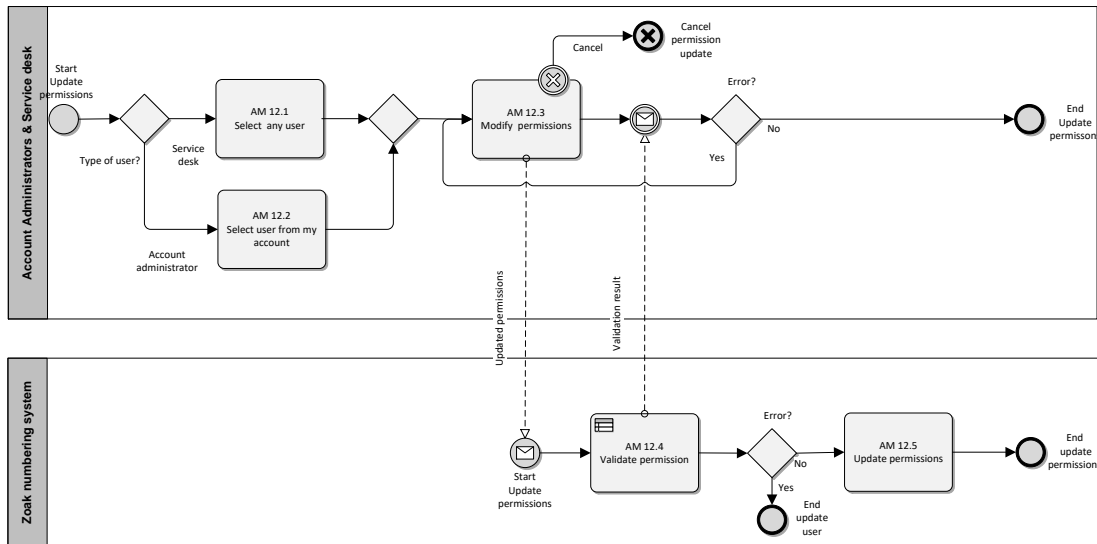 Account Administrators & Service desk
Start
Update
permissions
Type of user?
Service
desk
Account
administrator
AM 12.1
Select any user
AM 12.2
Select user from my
account
AM 12.3
Modify permissions
Cancel
Cancel
permission
update
Error?
No
Yes
End
Update
permisson
Updated permissions
Validation result
Zoak numbering system
Start
Update
permissions
AM 12.4
Validate permission
Error?
No
Yes
End
update
user
AM 12.5
Update permissions
End
update
permission